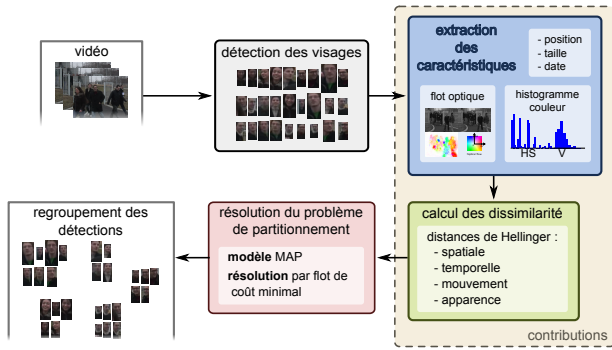 vidéo
détection des visages
extraction
des
caractéristiques
- position
- taille
- date
flot optique
histogramme
couleur
HS
V
calcul des dissimilarité
distances de Hellinger :
- spatiale
- temporelle
- mouvement
- apparence
contributions
résolution du problème
de partitionnement
modèle MAP
résolution par flot de
coût minimal
regroupement des
détections